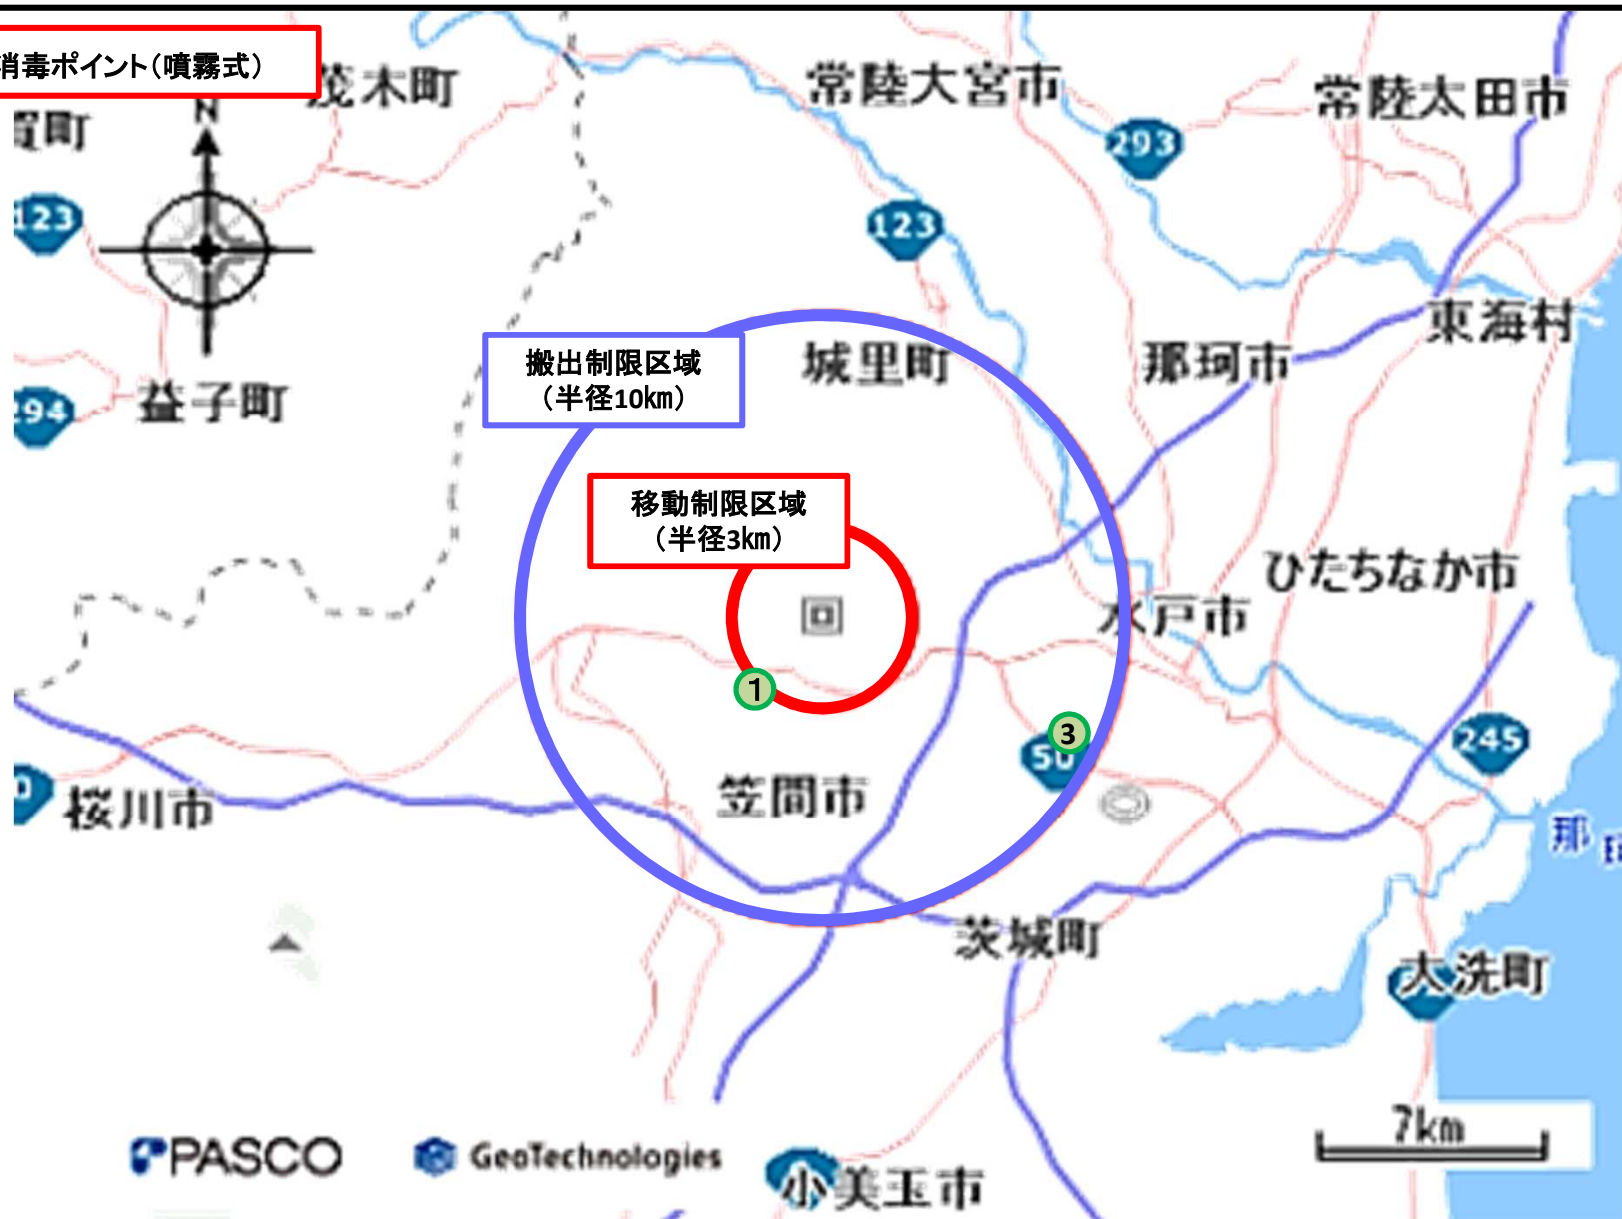 消毒ポイント（噴霧式）
茂木町
常陸大宮市
常陸太田市
賀町
N
293
123
123
東海村
搬出制限区域
（半径10㎞）
城里町
那珂市
294
益子町
移動制限区域
（半径3㎞）
ひたちなか市
水戸市
1
3
50
245
笠間市
桜川市
0
那
茨城町
大洗町
7km
PASCO
GeoTechnologies
小美玉市